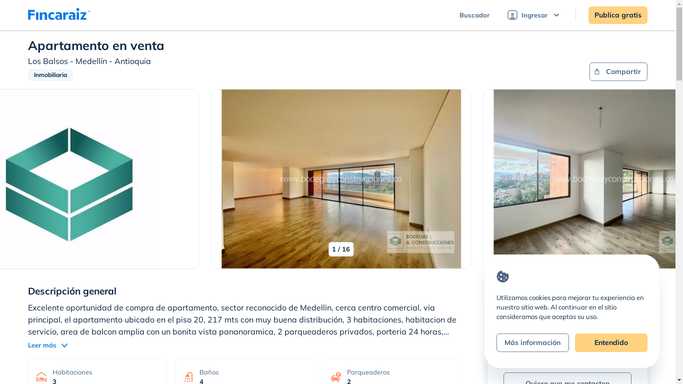 Fincaraiz
Buscador
Ingresar
Publica gratis
Apartamento en venta
Los Balsos - Medellín - Antioquia
Inmobiliaria
Compartir
1 / 16
Descripción general
Excelente oportunidad de compra de apartamento, sector reconocido de Medellin, cerca centro comercial, via
principal, el apartamento ubicado en el piso 20, 217 mts con muy buena distribución, 3 habitaciones, habitacion de
servicio, area de balcon amplia con un bonita vista pananoramica, 2 parqueaderos privados, porteria 24 horas,...
Leer más
Habitaciones
3
Baños
4
Parqueaderos
2
Utilizamos cookies para mejorar tu experiencia en
nuestro sitio web. Al continuar en el sitio
consideramos que aceptas su uso.
Más información
Entendido
Quiero que me contacten